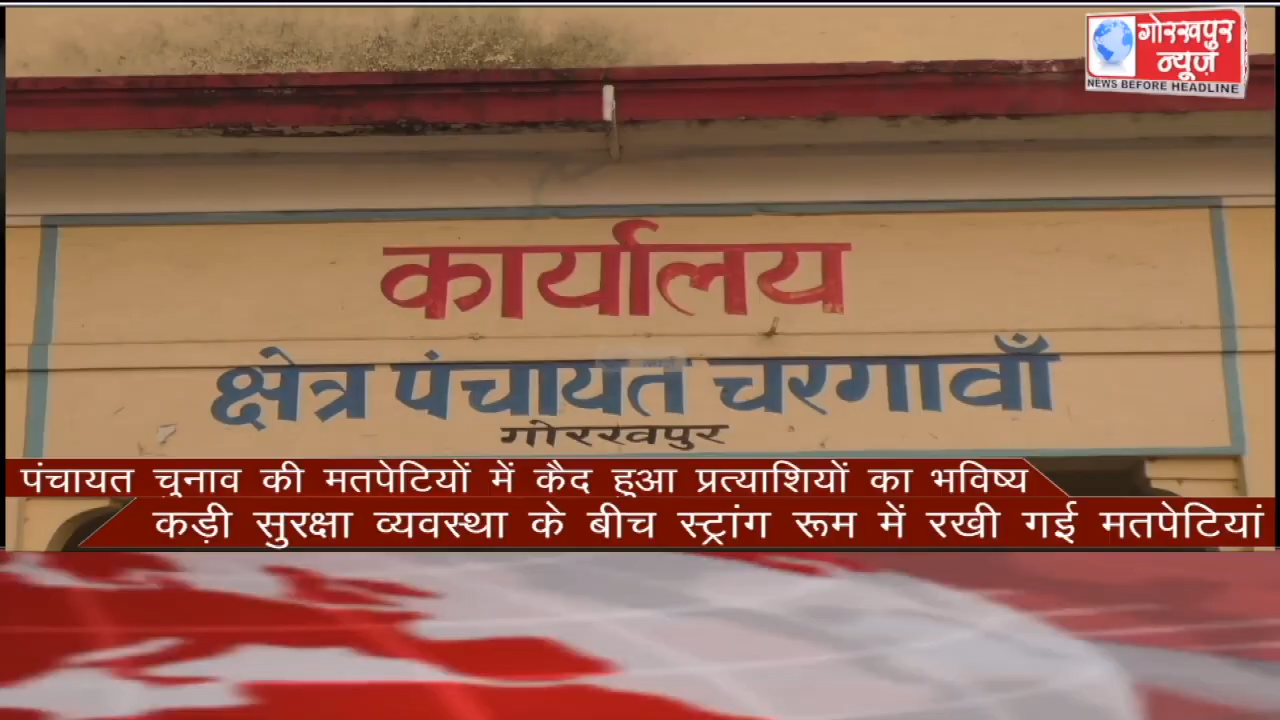 गोरखपुर
न्यूज़
NEWS BEFORE HEADLINE
कार्यालय
क्षेत्र पंचायत चरगावाँ
गोरखपुर
पंचायत चुनाव की मतपेटियों में कैद हुआ प्रत्याशियों का भविष्य
कड़ी सुरक्षा व्यवस्था के बीच स्ट्रांग रूम में रखी गई मतपेटियां